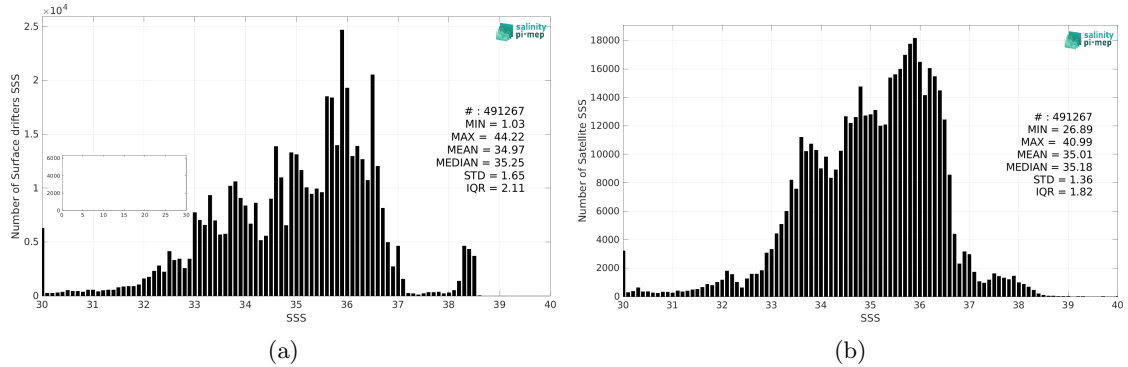 ×10⁴
2.5
2
1.5
1
0.5
0
Number of Surface drifters SSS
salinity
pi-mep
# : 491267
MIN = 1.03
MAX = 44.22
MEAN = 34.97
MEDIAN = 35.25
STD = 1.65
IQR = 2.11
6000
4000
2000
0
0 5 10 15 20 25 30
30 31 32 33 34 35 36 37 38 39 40
SSS
(a)
18000
16000
14000
12000
10000
8000
6000
4000
2000
0
Number of Satellite SSS
salinity
pi-mep
# : 491267
MIN = 26.89
MAX = 40.99
MEAN = 35.01
MEDIAN = 35.18
STD = 1.36
IQR = 1.82
30 31 32 33 34 35 36 37 38 39 40
SSS
(b)